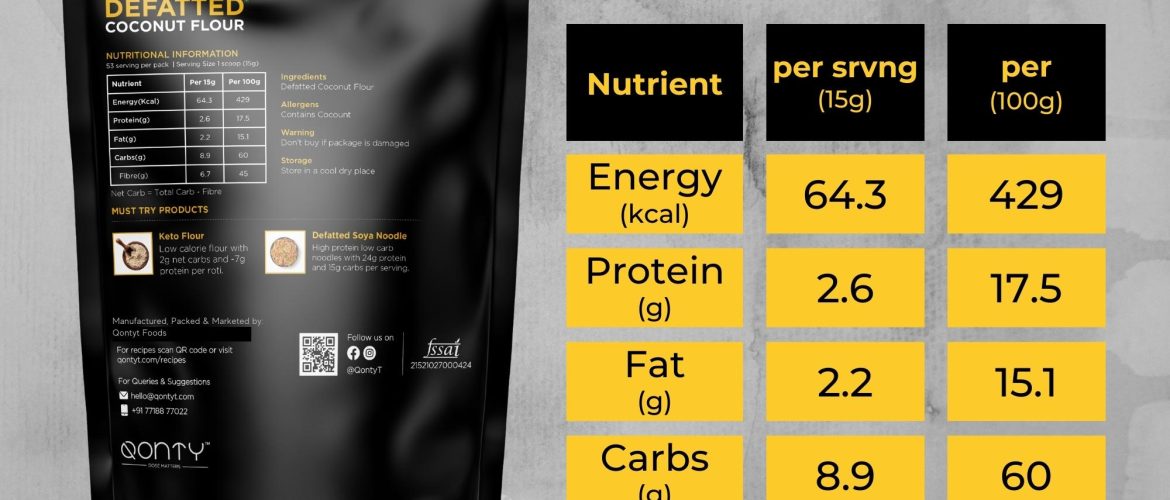 DEFATTED
COCONUT FLOUR
NUTRITIONAL INFORMATION
53 serving per pack | Serving Size 1 scoop (15g)
Nutrient Per 15g Per 100g
Energy(Kcal) 64.3 429
Protein(g) 2.6 17.5
Fat(g) 2.2 15.1
Carbs(g) 8.9 60
Fibre(g) 6.7 45
Net Carb = Total Carb - Fibre
Ingredients
Defatted Coconut Flour
Allergens
Contains Cocount
Warning
Don't buy if package is damaged
Storage
Store in a cool dry place
MUST TRY PRODUCTS
Keto Flour
Low calorie flour with
2g net carbs and ~7g
protein per roti.
Defatted Soya Noodle
High protein low carb
noodles with 24g protein
and 15g carbs per serving.
Manufactured, Packed & Marketed by:
Qontyt Foods
For recipes scan QR code or visit
qontyt.com/recipes
For Queries & Suggestions
hello@qontyt.com
+91 77188 77022
Follow us on
@QontyT
fssai
21521027000424
QONTY™
DOSE MATTERS
Nutrient per srvng per
(15g) (100g)
Energy
(kcal) 64.3 429
Protein
(g) 2.6 17.5
Fat
(g) 2.2 15.1
Carbs
(g) 8.9 60